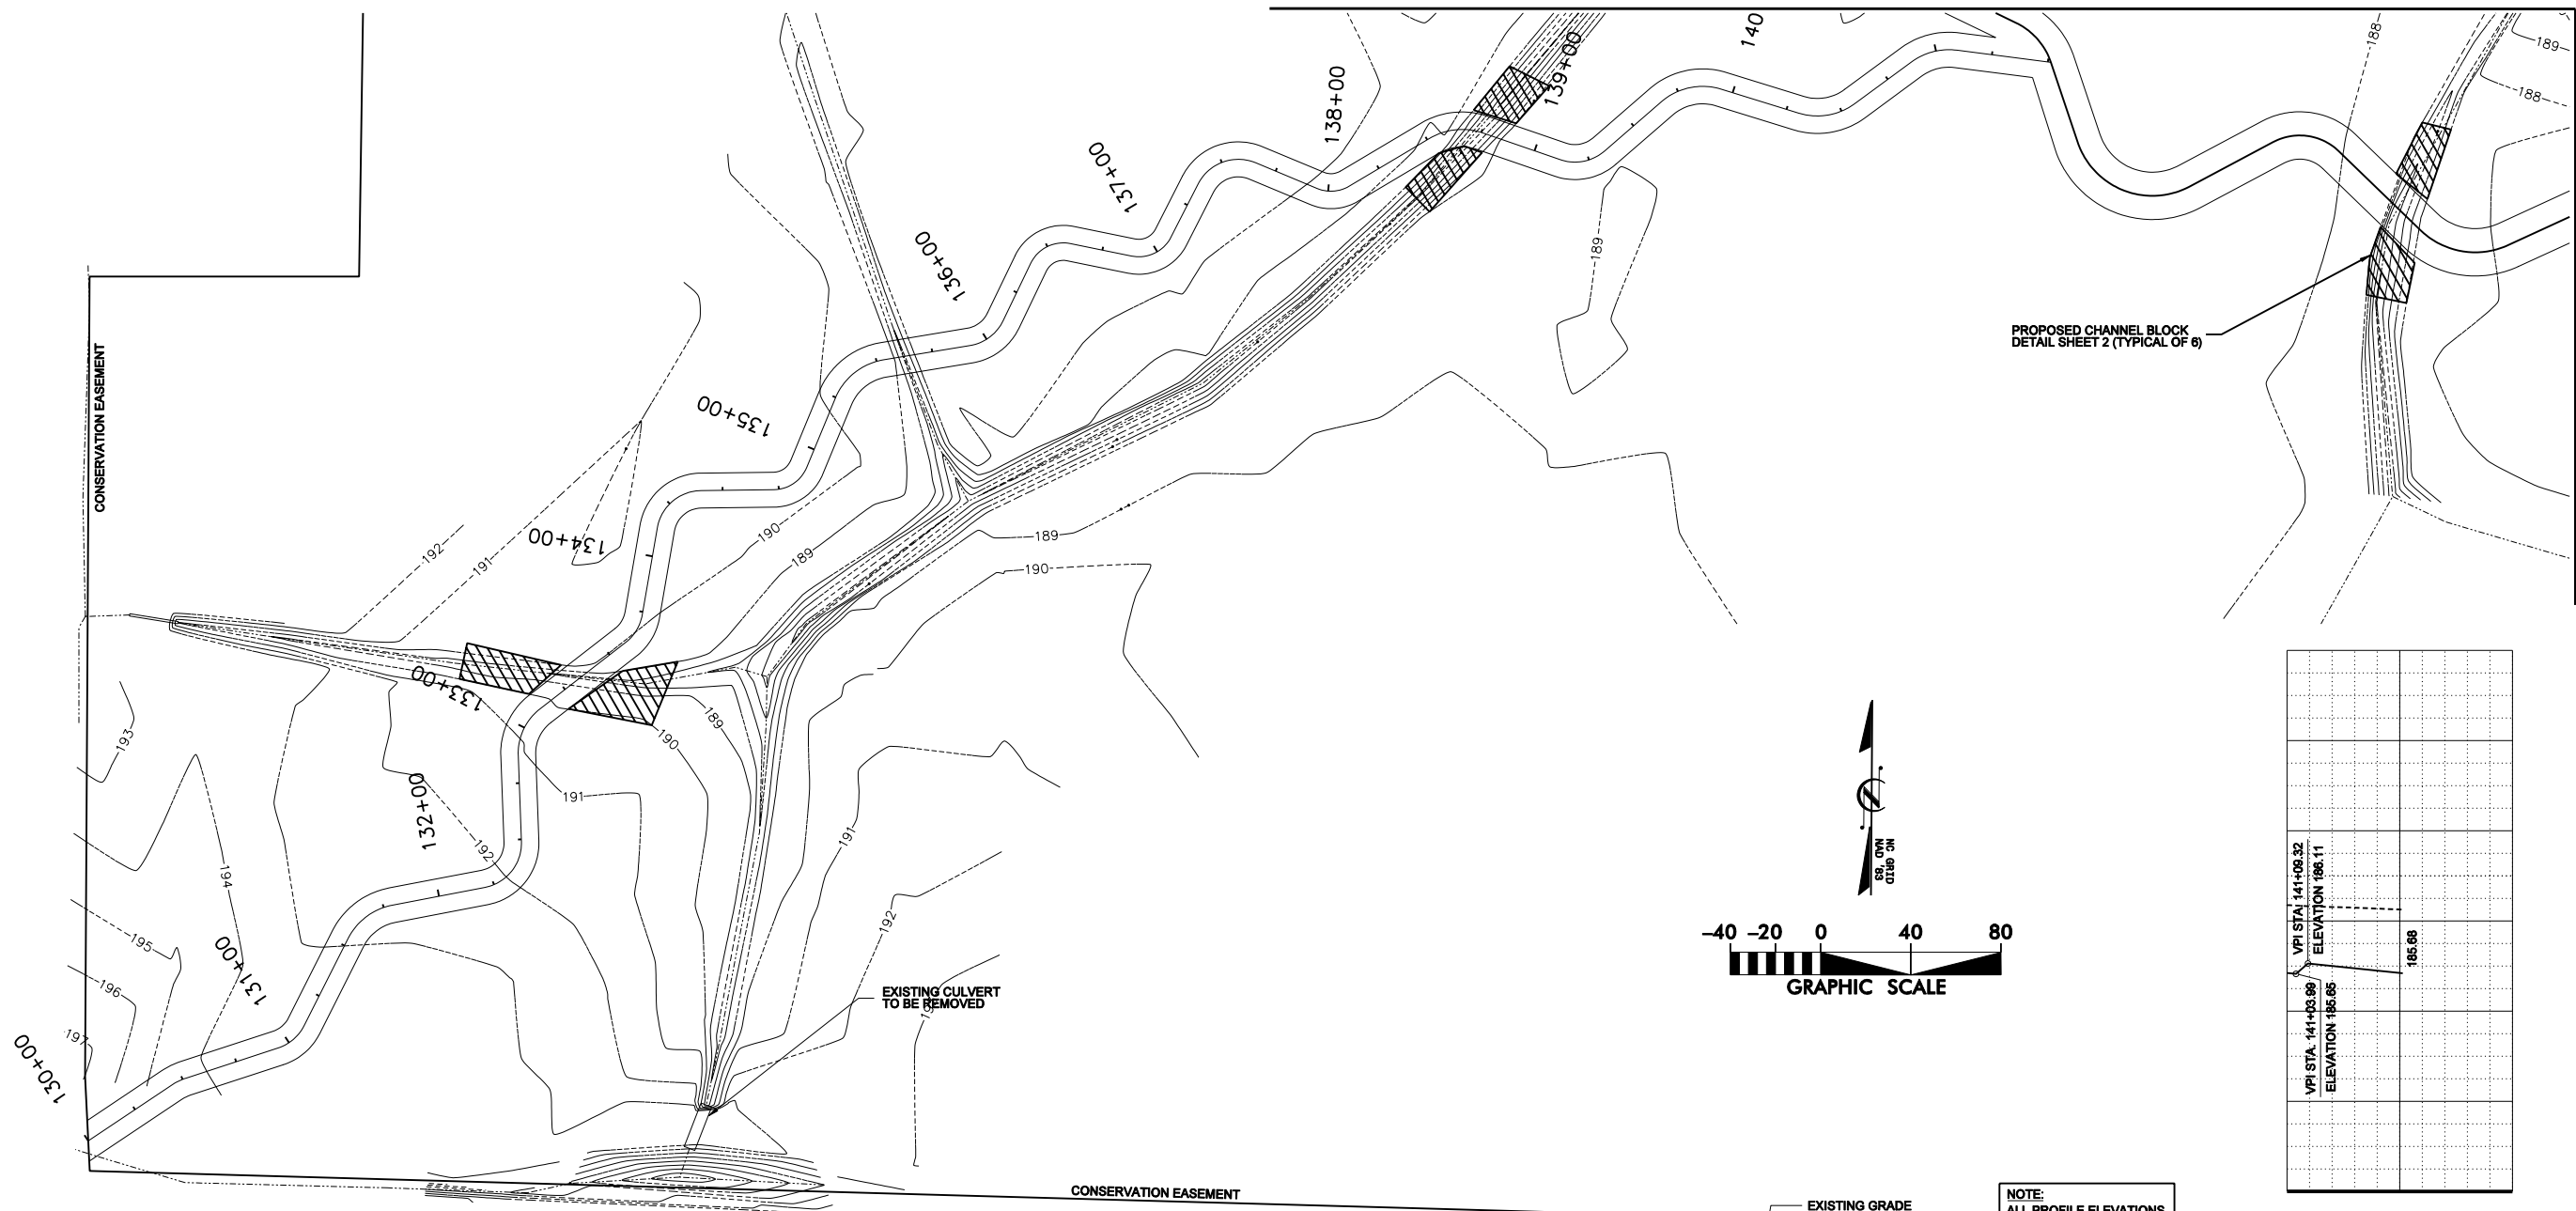 140
139+00
138+00
137+00
136+00
135+00
134+00
133+00
132+00
131+00
130+00
188
189
188
189
PROPOSED CHANNEL BLOCK
DETAIL SHEET 2 (TYPICAL OF 6)
CONSERVATION EASEMENT
192
191
190
189
189
190
189
190
193
191
192
191
194
192
195
196
197
EXISTING CULVERT
TO BE REMOVED
NC GRID
NAD '83
-40 -20 0 40 80
GRAPHIC SCALE
VPI STA. 141+09.32
ELEVATION 186.11
185.68
VPI STA. 141+03.99
ELEVATION 185.65
CONSERVATION EASEMENT
EXISTING GRADE
NOTE:
ALL PROFILE ELEVATIONS